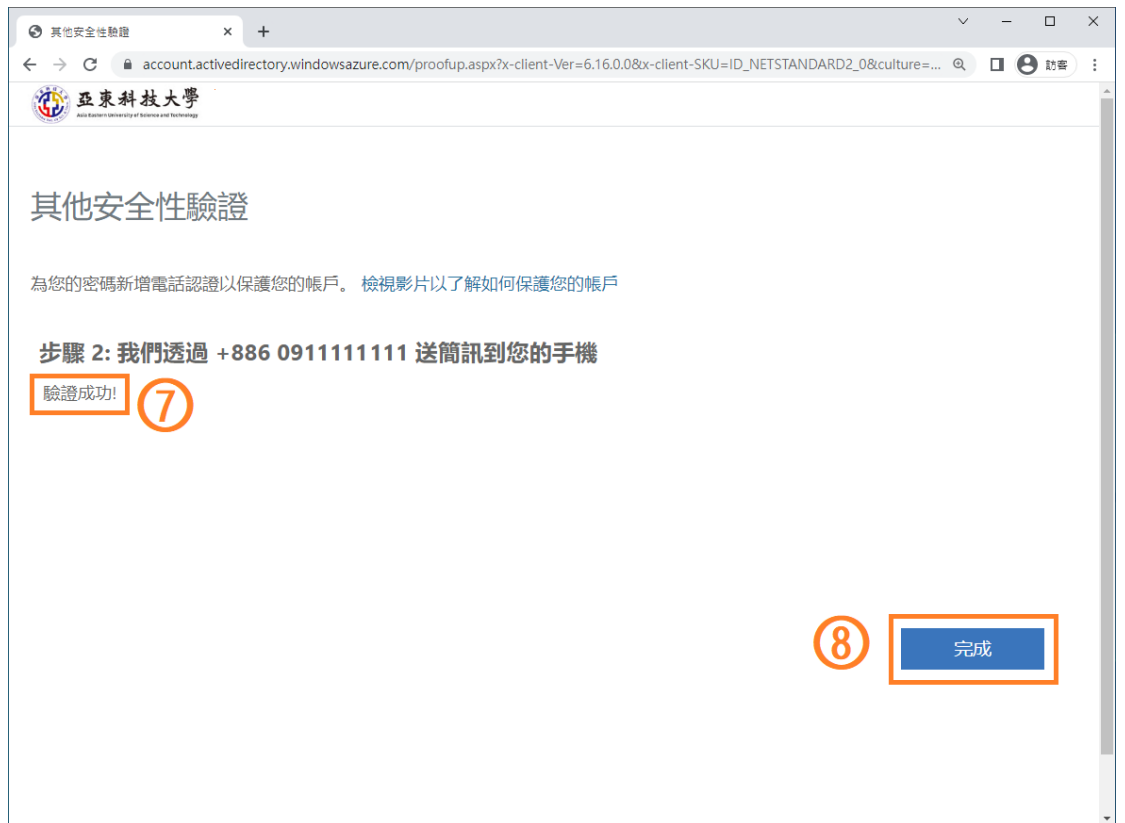 其他安全性驗證
account.activedirectory.windowsazure.com/proofup.aspx?x-client-Ver=6.16.0.0&x-client-SKU=ID_NETSTANDARD2_0&culture=...
訪客
亞東科技大學
Asia Eastern University of Science and Technology
其他安全性驗證
為您的密碼新增電話認證以保護您的帳戶。 檢視影片以了解如何保護您的帳戶
步驟 2: 我們透過 +886 0911111111 送簡訊到您的手機
驗證成功!
⑦
⑧
完成